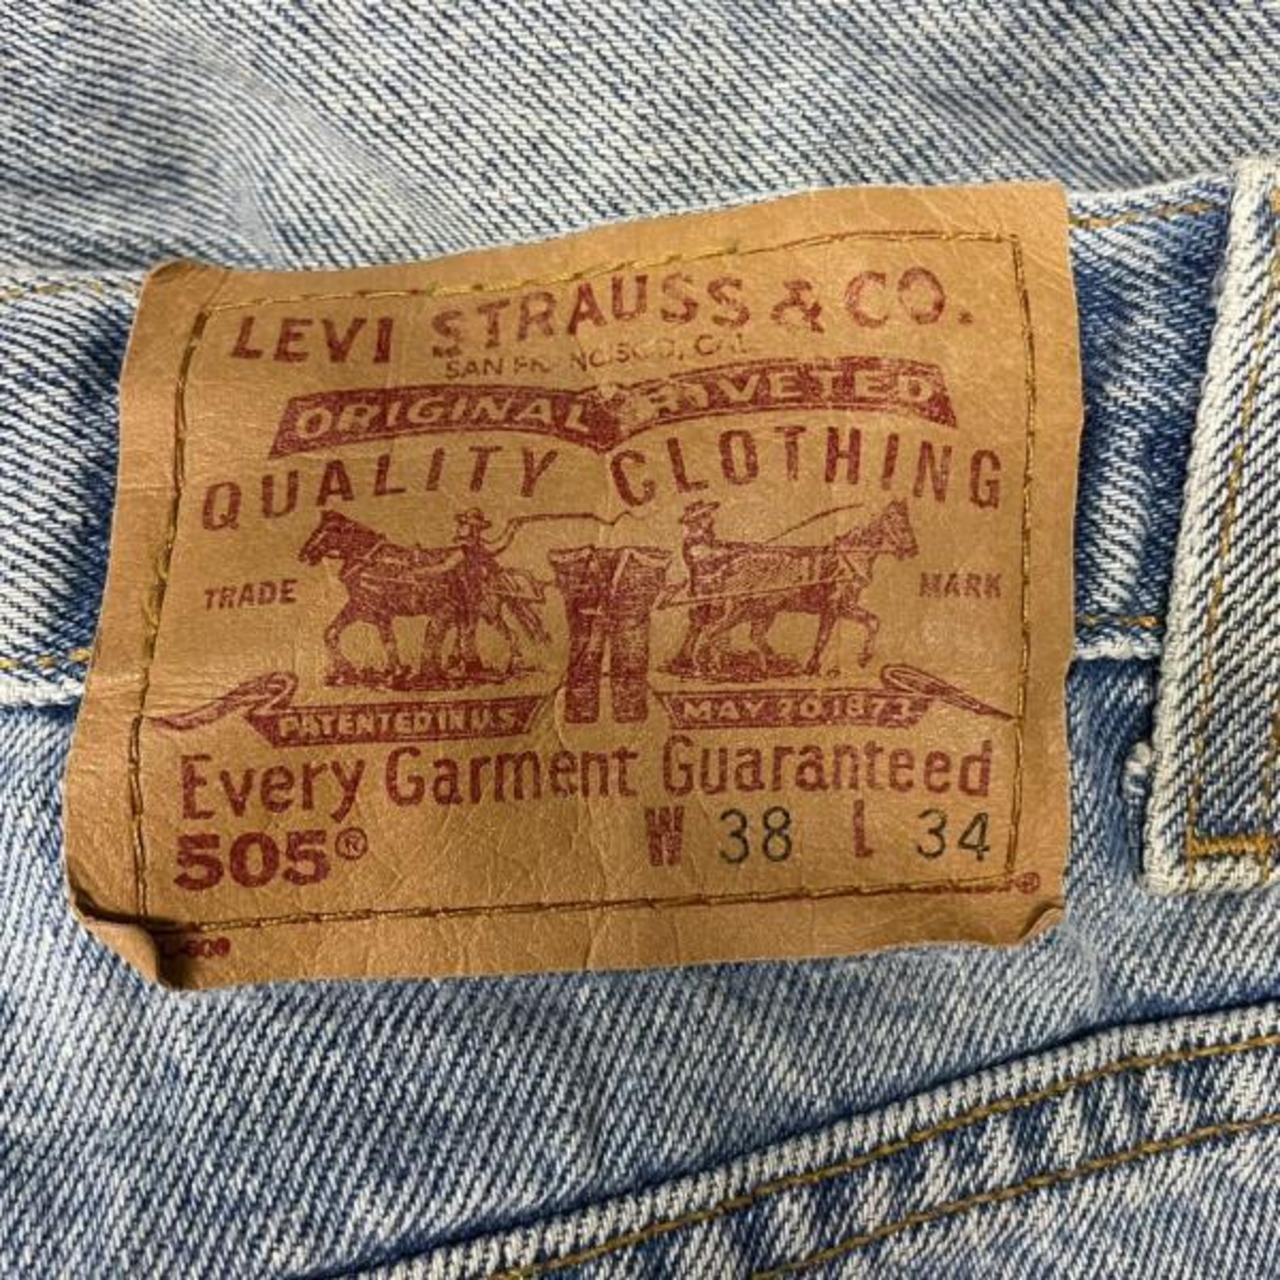 LEVI STRAUSS & CO.
SAN FRANCISCO, CAL.
ORIGINAL RIVETED
QUALITY CLOTHING
TRADE MARK
PATENTED IN U.S. MAY 20 1873
Every Garment Guaranteed
505® W 38 L 34
®